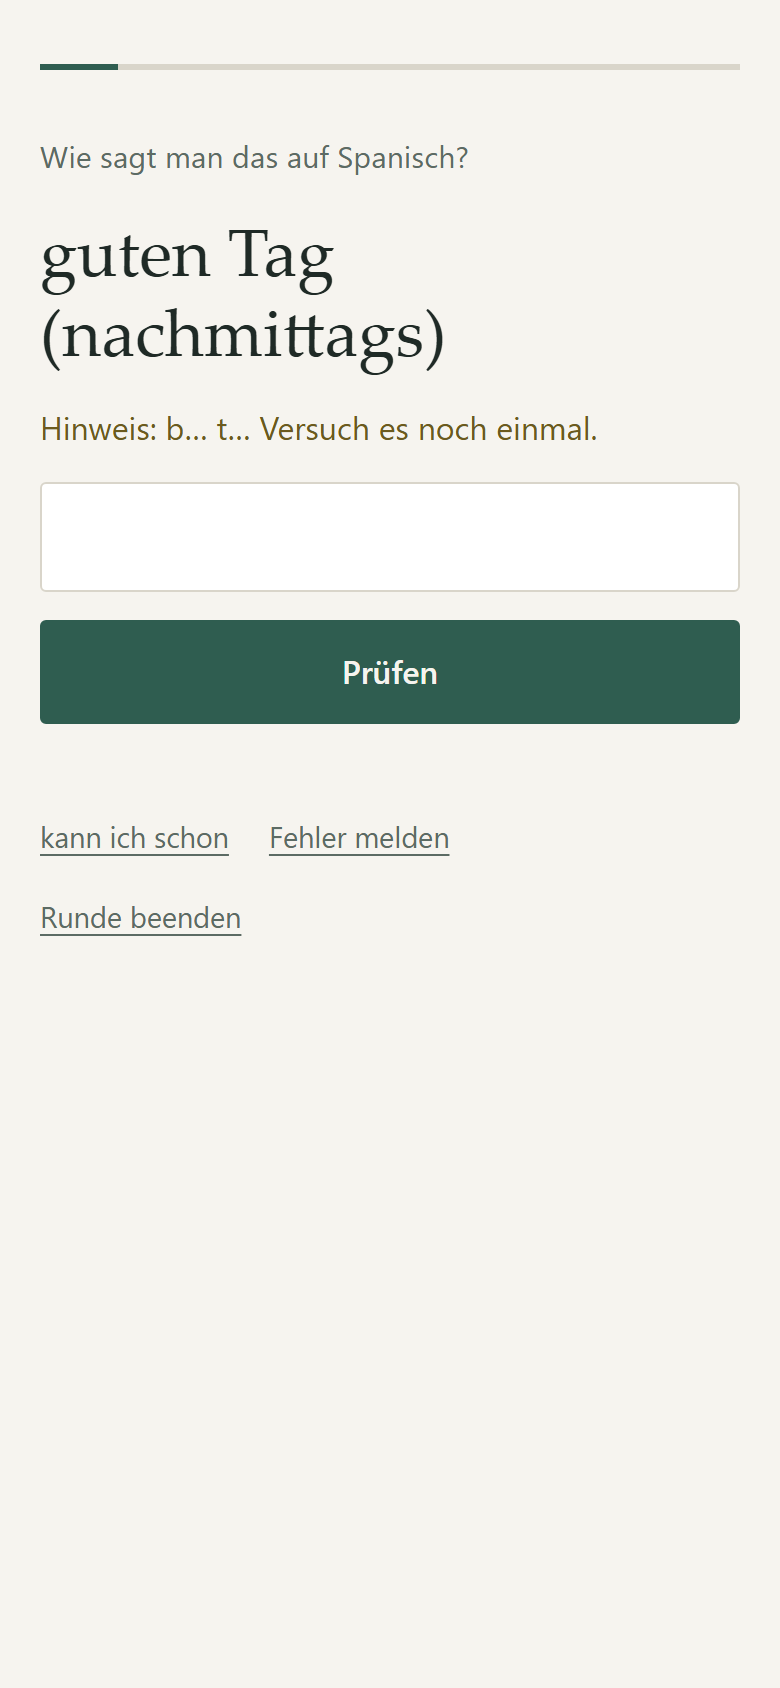 Wie sagt man das auf Spanisch?
guten Tag
(nachmittags)
Hinweis: b… t… Versuch es noch einmal.
Prüfen
kann ich schon Fehler melden
Runde beenden